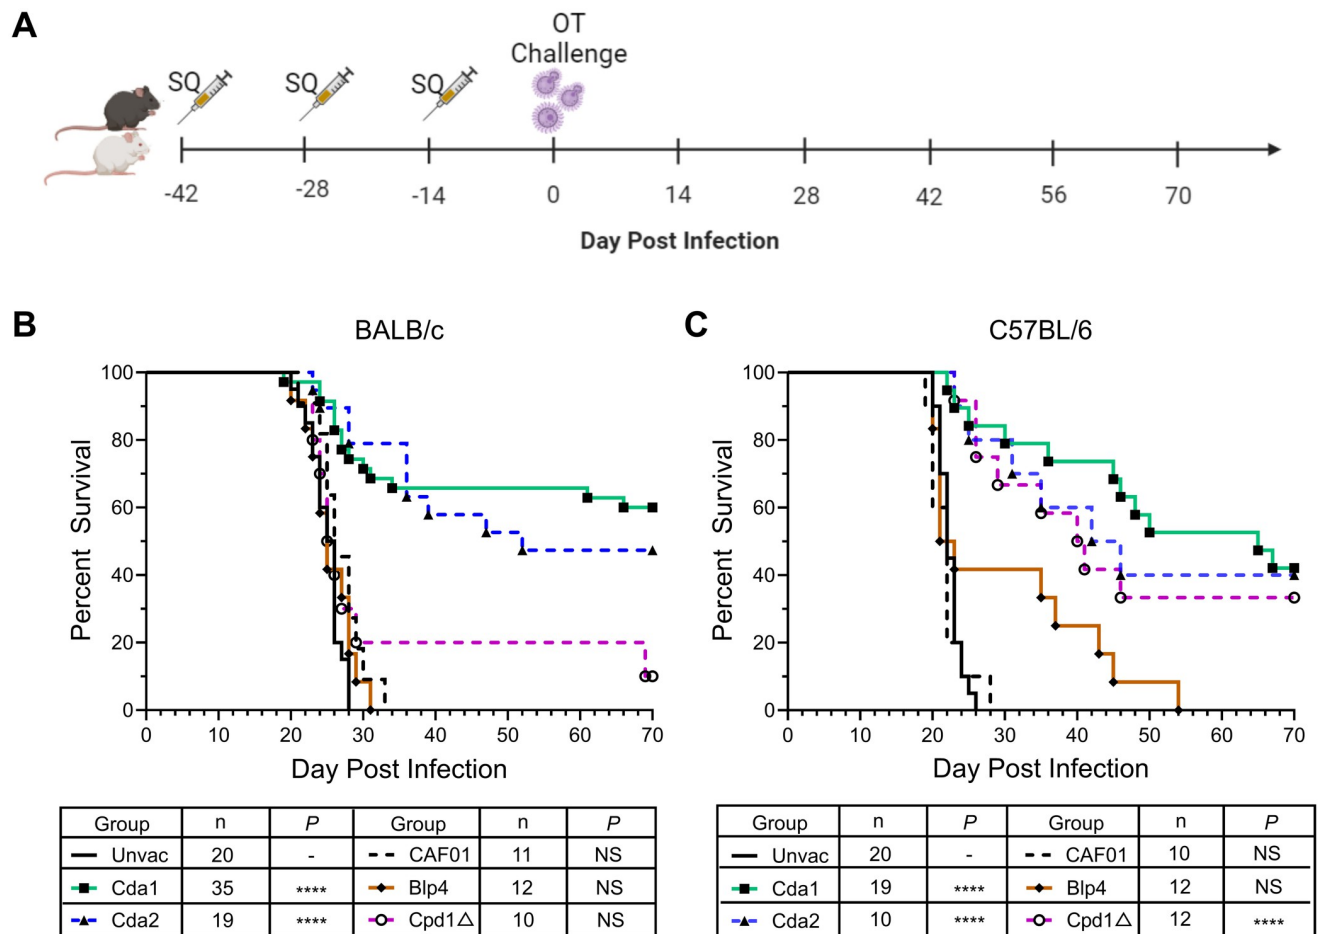 A
OT
Challenge
SQ SQ SQ
-42 -28 -14 0 14 28 42 56 70
Day Post Infection
B
BALB/c
100
80
60
40
20
0
Percent Survival
0 10 20 30 40 50 60 70
Day Post Infection
Group n P Group n P
Unvac 20 - CAF01 11 NS
Cda1 35 **** Blp4 12 NS
Cda2 19 **** Cpd1△ 10 NS
C
C57BL/6
100
80
60
40
20
0
Percent Survival
0 10 20 30 40 50 60 70
Day Post Infection
Group n P Group n P
Unvac 20 - CAF01 10 NS
Cda1 19 **** Blp4 12 NS
Cda2 10 **** Cpd1△ 12 ****